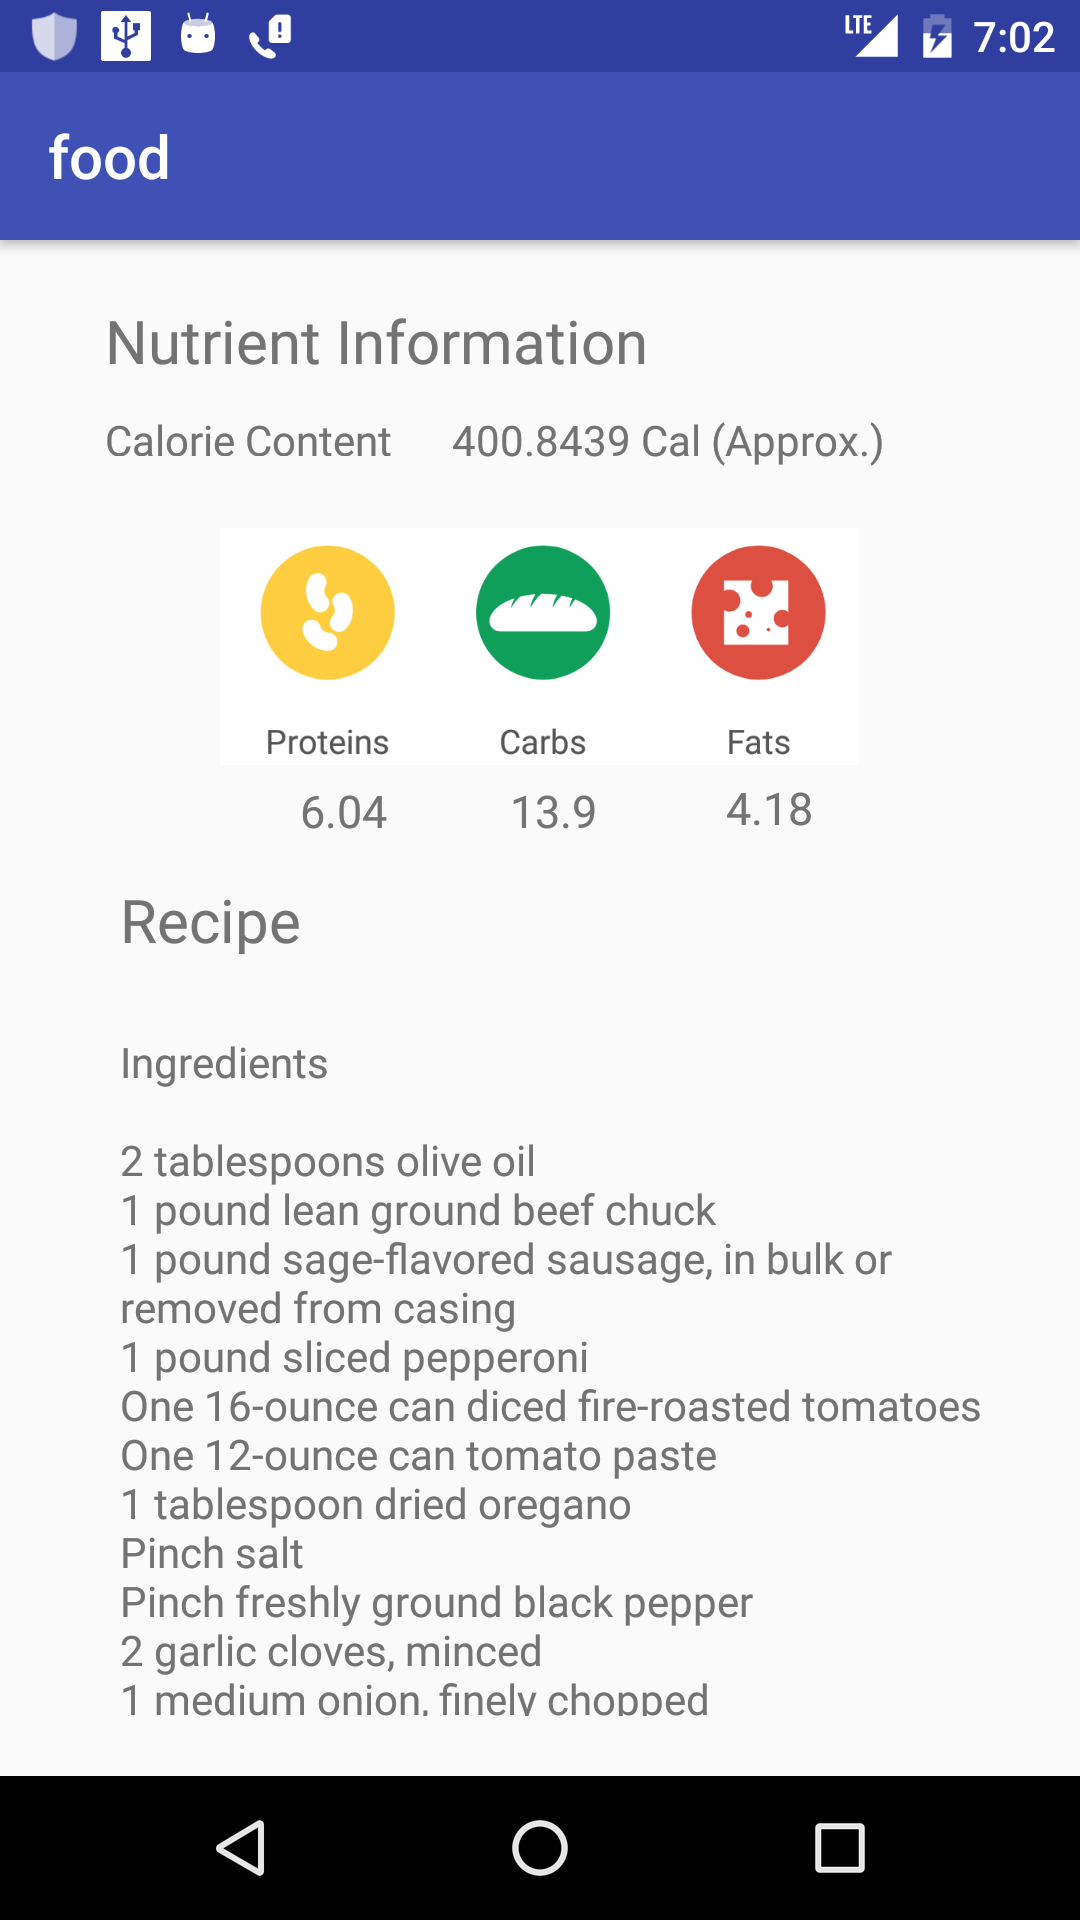 LTE 7:02
food
Nutrient Information
Calorie Content 400.8439 Cal (Approx.)
Proteins Carbs Fats
6.04 13.9 4.18
Recipe
Ingredients
2 tablespoons olive oil
1 pound lean ground beef chuck
1 pound sage-flavored sausage, in bulk or
removed from casing
1 pound sliced pepperoni
One 16-ounce can diced fire-roasted tomatoes
One 12-ounce can tomato paste
1 tablespoon dried oregano
Pinch salt
Pinch freshly ground black pepper
2 garlic cloves, minced
1 medium onion, finely chopped